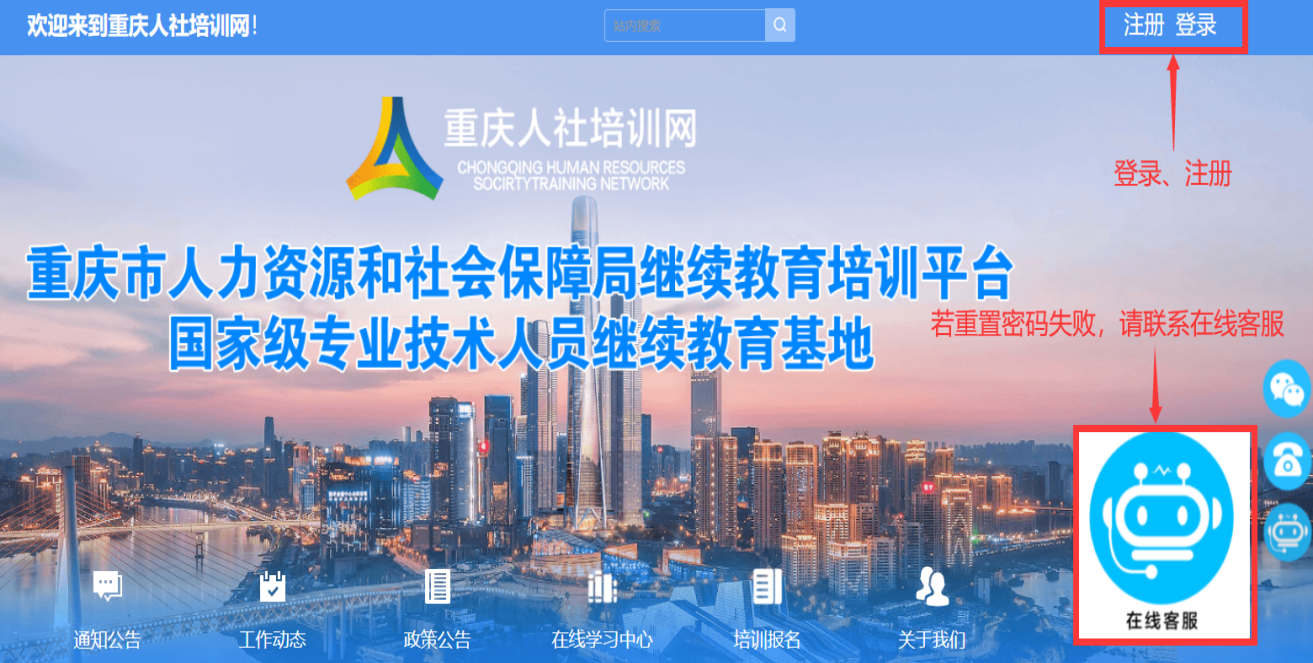 欢迎来到重庆人社培训网！
站内搜索
注册 登录
重庆人社培训网
CHONGQING HUMAN RESOURCES
SOCIRTYTRAINING NETWORK
登录、注册
重庆市人力资源和社会保障局继续教育培训平台
国家级专业技术人员继续教育基地
若重置密码失败，请联系在线客服
在线客服
通知公告
工作动态
政策公告
在线学习中心
培训报名
关于我们